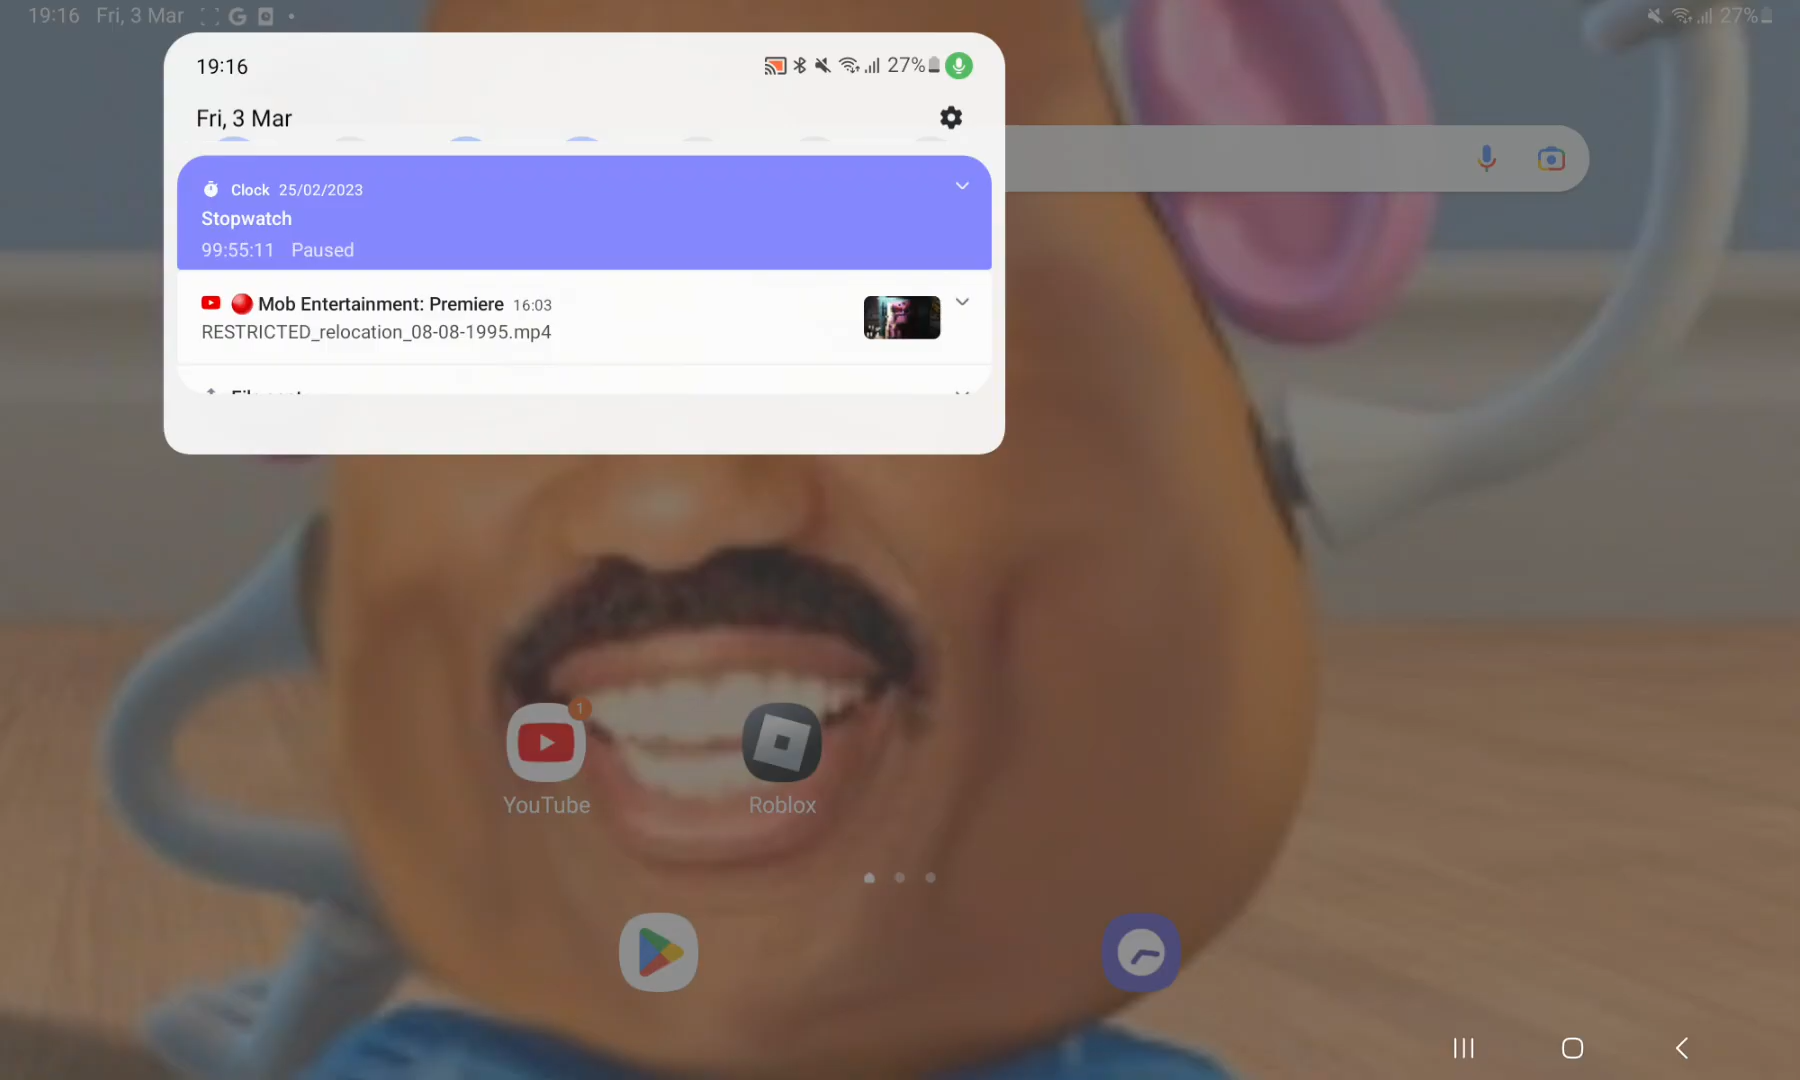 19:16 Fri, 3 Mar G
27%
19:16
27%
Fri, 3 Mar
Clock 25/02/2023
Stopwatch
99:55:11 Paused
Mob Entertainment: Premiere 16:03
RESTRICTED_relocation_08-08-1995.mp4
1
YouTube
Roblox